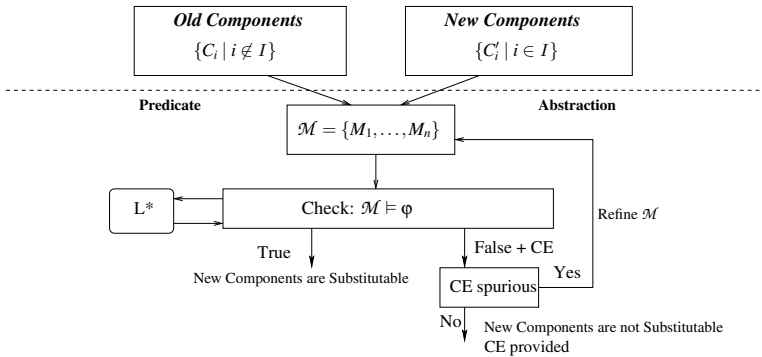 Old Components
{C_i | i ∉ I}
New Components
{C'_i | i ∈ I}
Predicate
Abstraction
ℳ = {M_1, . . . , M_n}
L*
Check: ℳ ⊨ φ
Refine ℳ
True
False + CE
New Components are Substitutable
CE spurious
Yes
No
New Components are not Substitutable
CE provided